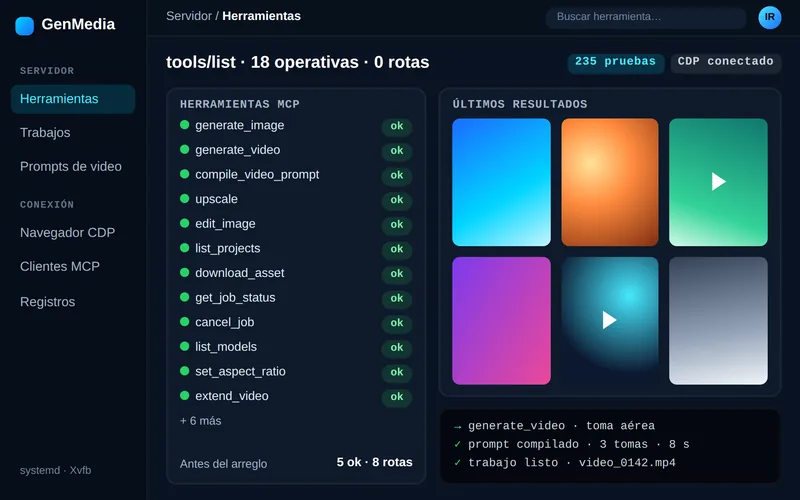 GenMedia
SERVIDOR
Herramientas
Trabajos
Prompts de video
CONEXIÓN
Navegador CDP
Clientes MCP
Registros
systemd · Xvfb
Servidor / Herramientas
Buscar herramienta…
IR
tools/list · 18 operativas · 0 rotas
235 pruebas
CDP conectado
HERRAMIENTAS MCP
generate_image ok
generate_video ok
compile_video_prompt ok
upscale ok
edit_image ok
list_projects ok
download_asset ok
get_job_status ok
cancel_job ok
list_models ok
set_aspect_ratio ok
extend_video ok
+ 6 más
Antes del arreglo 5 ok · 8 rotas
ÚLTIMOS RESULTADOS
→ generate_video · toma aérea
✓ prompt compilado · 3 tomas · 8 s
✓ trabajo listo · video_0142.mp4